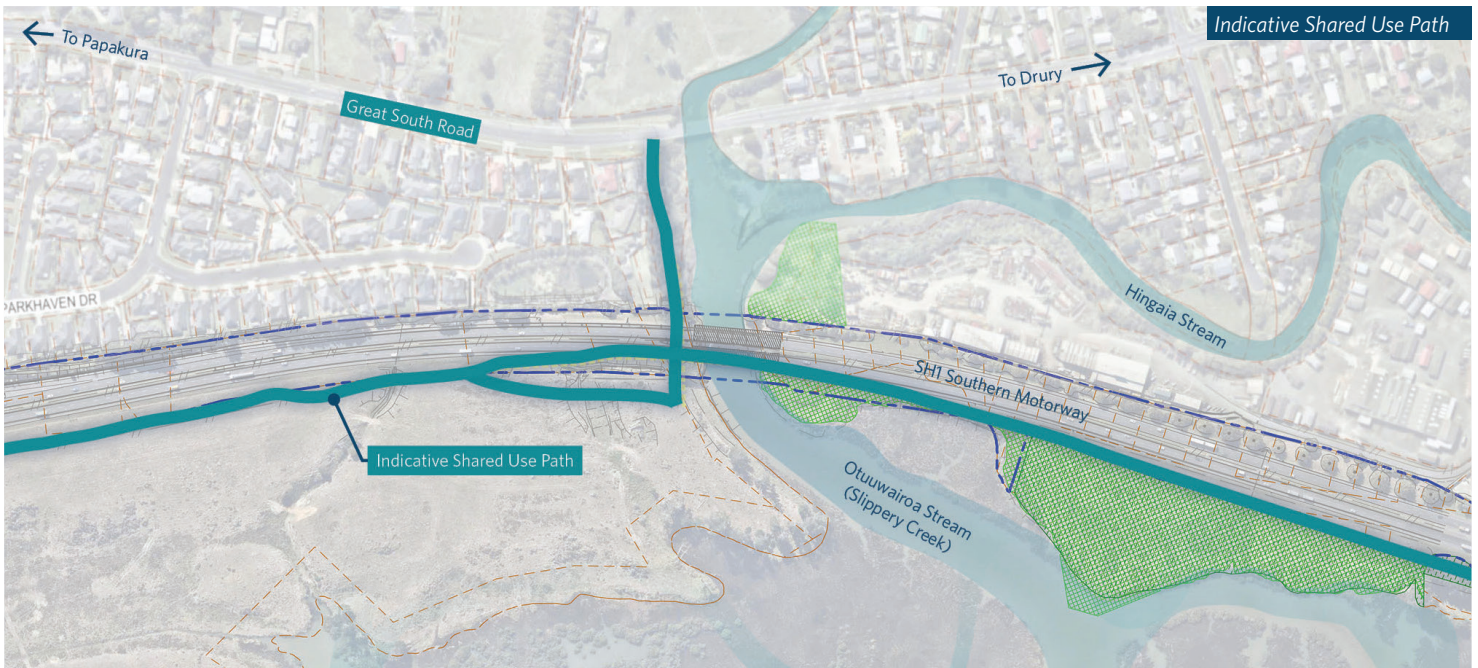 Indicative Shared Use Path
To Papakura
To Drury
Great South Road
PARKHAVEN DR
Hingaia Stream
SH1 Southern Motorway
Indicative Shared Use Path
Otuuwairoa Stream
(Slippery Creek)